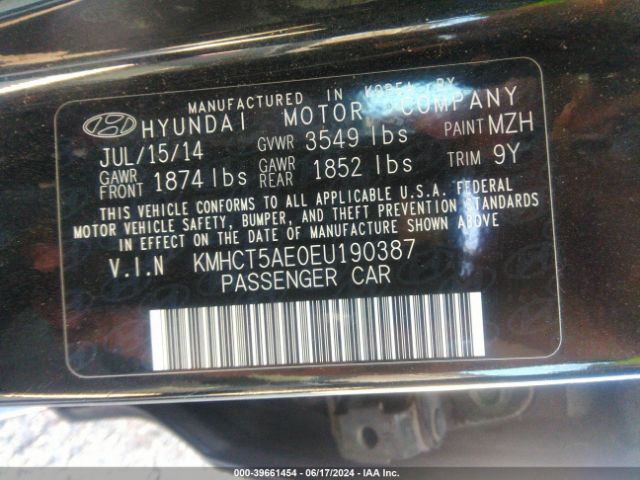 MANUFACTURED IN KOREA BY
HYUNDAI MOTOR COMPANY
JUL/15/14 GVWR 3549 lbs PAINT MZH
GAWR FRONT 1874 lbs GAWR REAR 1852 lbs TRIM 9Y
THIS VEHICLE CONFORMS TO ALL APPLICABLE U.S.A. FEDERAL
MOTOR VEHICLE SAFETY, BUMPER, AND THEFT PREVENTION STANDARDS
IN EFFECT ON THE DATE OF MANUFACTURE SHOWN ABOVE.
V.I.N KMHCT5AE0EU190387
PASSENGER CAR
000-39661454 - 06/17/2024 - IAA Inc.